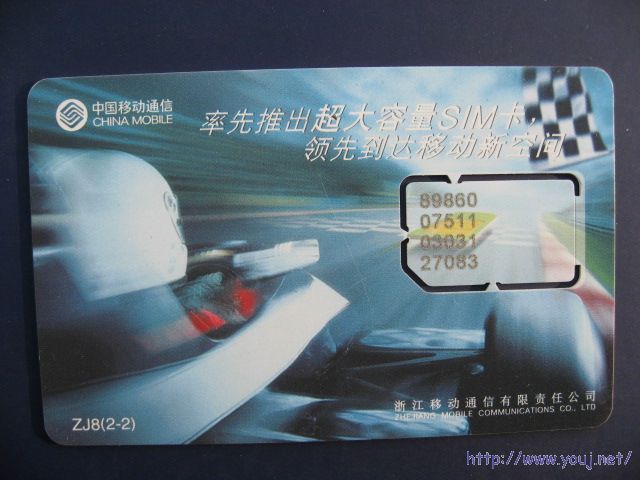 中国移动通信
CHINA MOBILE
率先推出超大容量SIM卡，
领先到达移动新空间
89860
07511
03031
27083
浙江移动通信有限责任公司
ZHEJIANG MOBILE COMMUNICATIONS CO., LTD
ZJ8(2-2)
http://www.youj.net/